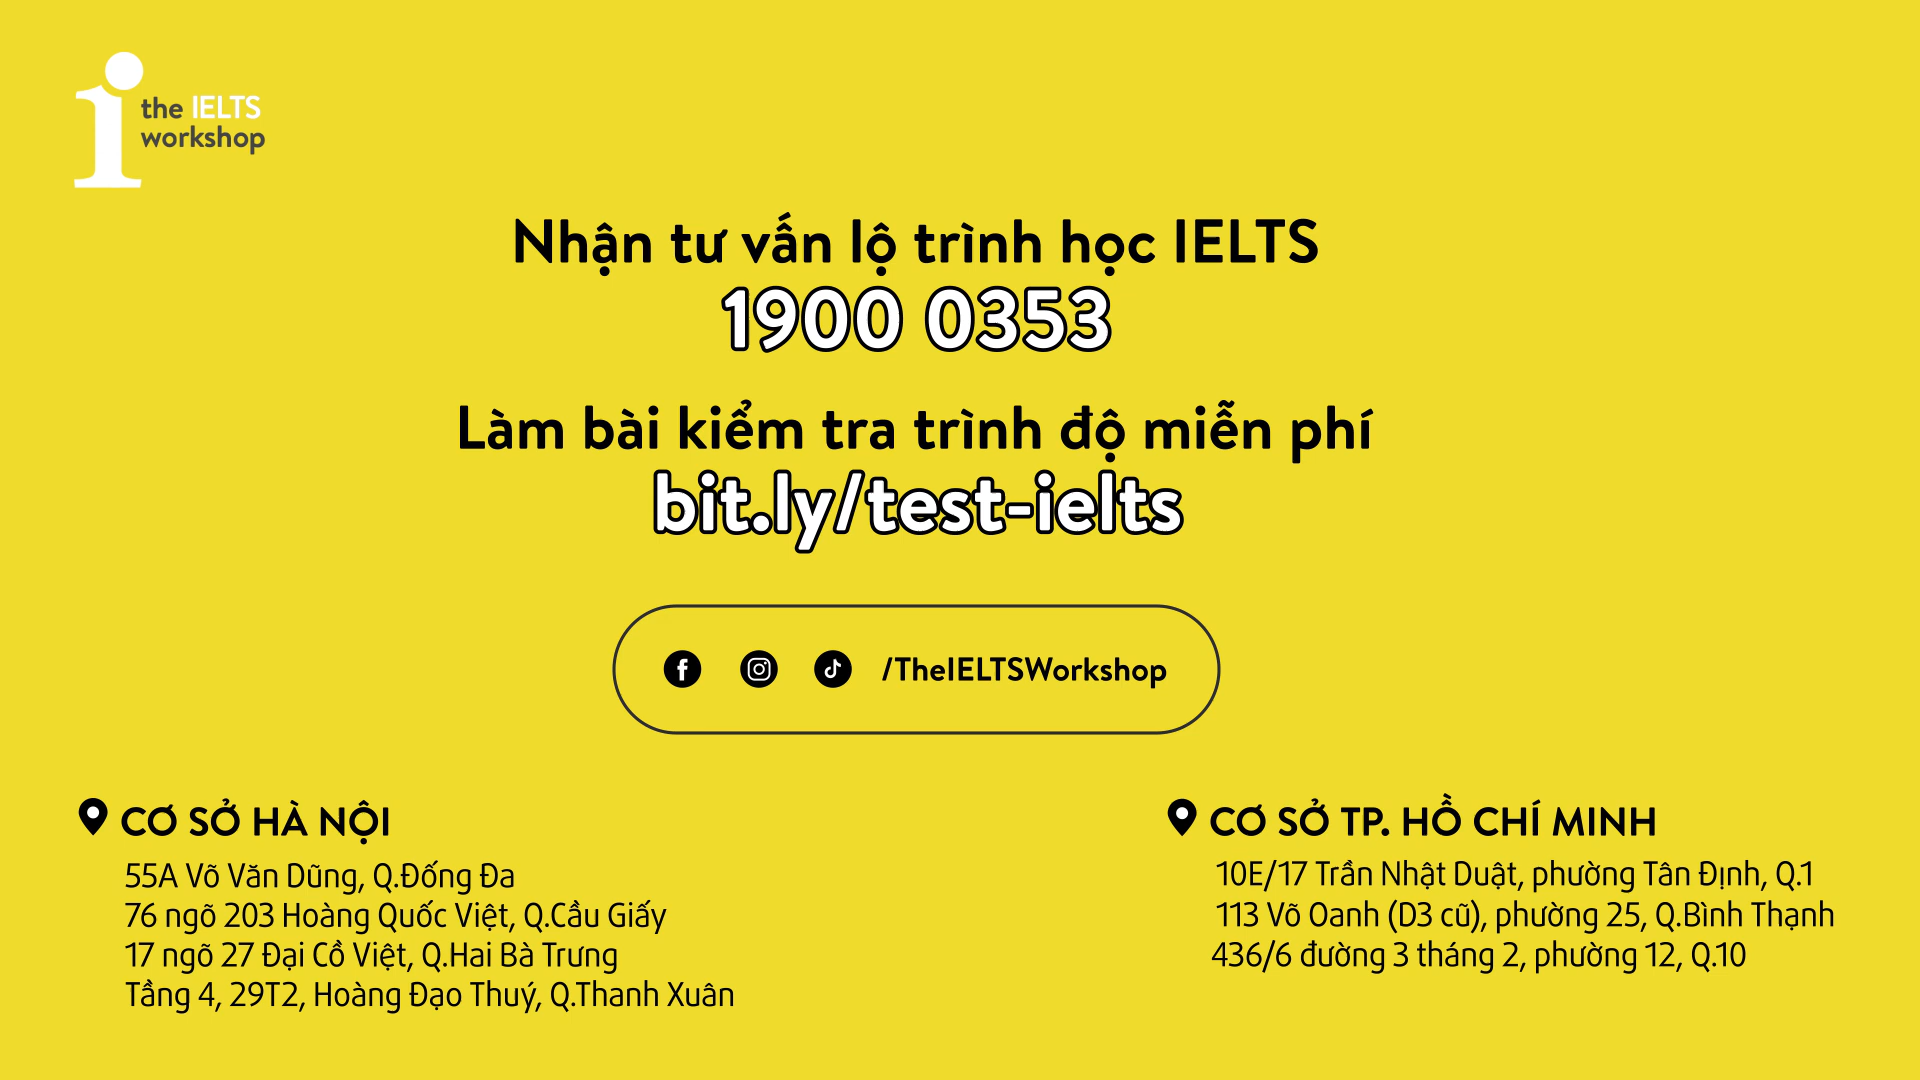 the IELTS
workshop
Nhận tư vấn lộ trình học IELTS
1900 0353
Làm bài kiểm tra trình độ miễn phí
bit.ly/test-ielts
/TheIELTSWorkshop
CƠ SỞ HÀ NỘI
55A Võ Văn Dũng, Q.Đống Đa
76 ngõ 203 Hoàng Quốc Việt, Q.Cầu Giấy
17 ngõ 27 Đại Cồ Việt, Q.Hai Bà Trưng
Tầng 4, 29T2, Hoàng Đạo Thuý, Q.Thanh Xuân
CƠ SỞ TP. HỒ CHÍ MINH
10E/17 Trần Nhật Duật, phường Tân Định, Q.1
113 Võ Oanh (D3 cũ), phường 25, Q.Bình Thạnh
436/6 đường 3 tháng 2, phường 12, Q.10